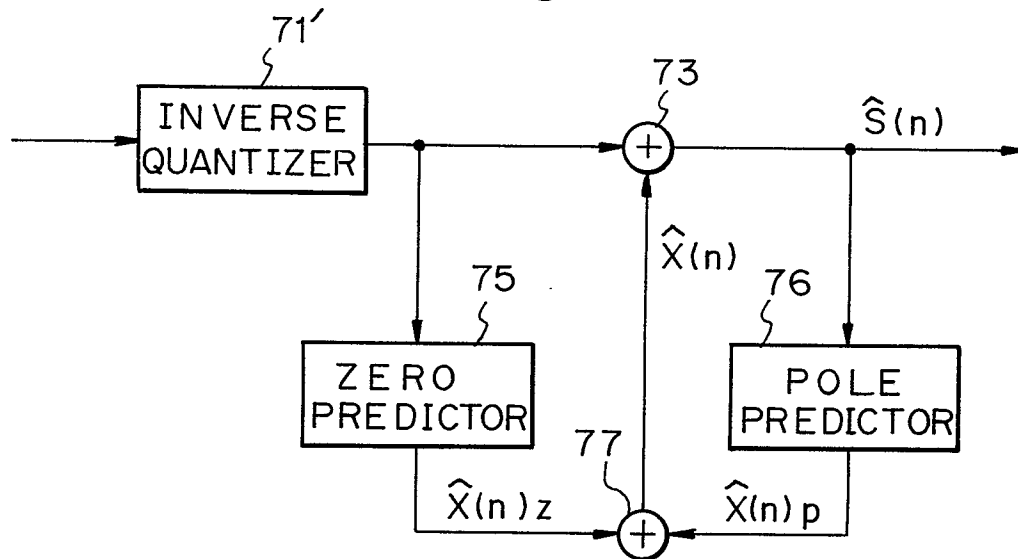 71′
73
INVERSE
QUANTIZER
+
Ŝ(n)
X̂(n)
75
76
ZERO
PREDICTOR
POLE
PREDICTOR
77
X̂(n)z
+
X̂(n)p